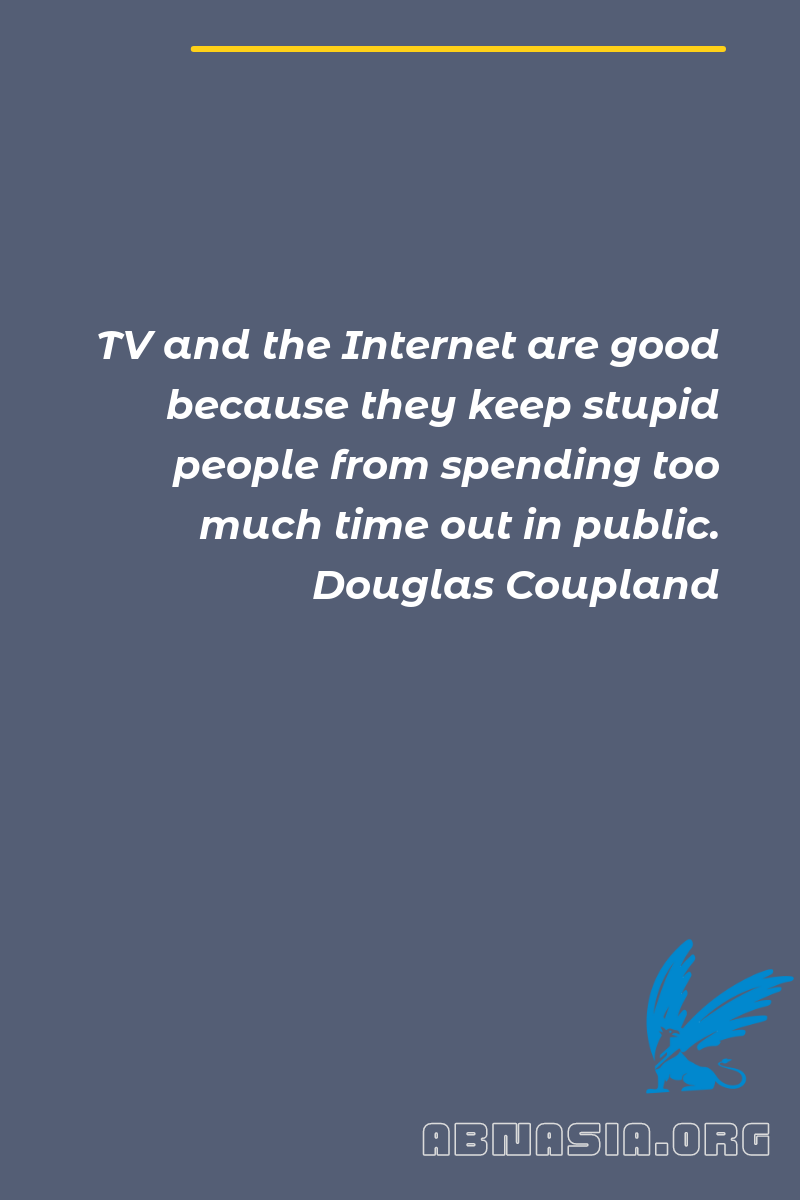 TV and the Internet are good
because they keep stupid
people from spending too
much time out in public.
Douglas Coupland
ABNASIA.ORG